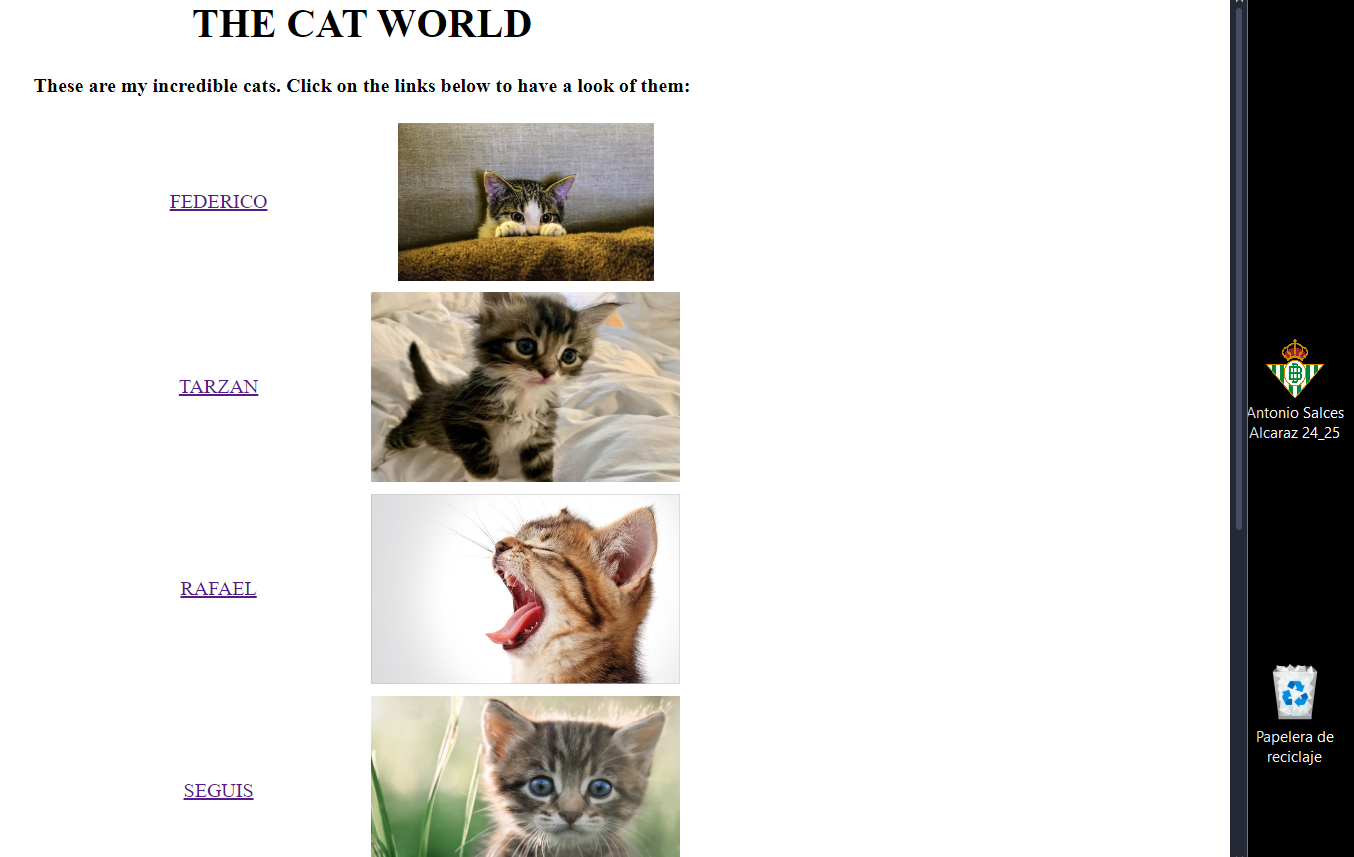 THE CAT WORLD
These are my incredible cats. Click on the links below to have a look of them:
FEDERICO
TARZAN
RAFAEL
SEGUIS
Antonio Salces
Alcaraz 24_25
Papelera de
reciclaje